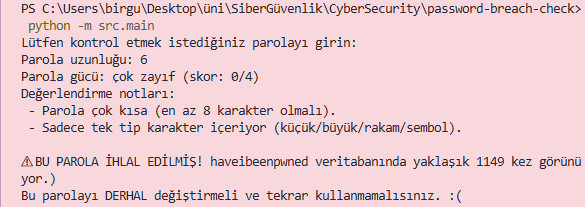 PS C:\Users\birgu\Desktop\üni\SiberGüvenlik\CyberSecurity\password-breach-check>
python -m src.main
Lütfen kontrol etmek istediğiniz parolayı girin:
Parola uzunluğu: 6
Parola gücü: çok zayıf (skor: 0/4)
Değerlendirme notları:
- Parola çok kısa (en az 8 karakter olmalı).
- Sadece tek tip karakter içeriyor (küçük/büyük/rakam/sembol).
⚠BU PAROLA İHLAL EDİLMİŞ! haveibeenpwned veritabanında yaklaşık 1149 kez görünü
yor.)
Bu parolayı DERHAL değiştirmeli ve tekrar kullanmamalısınız. :(